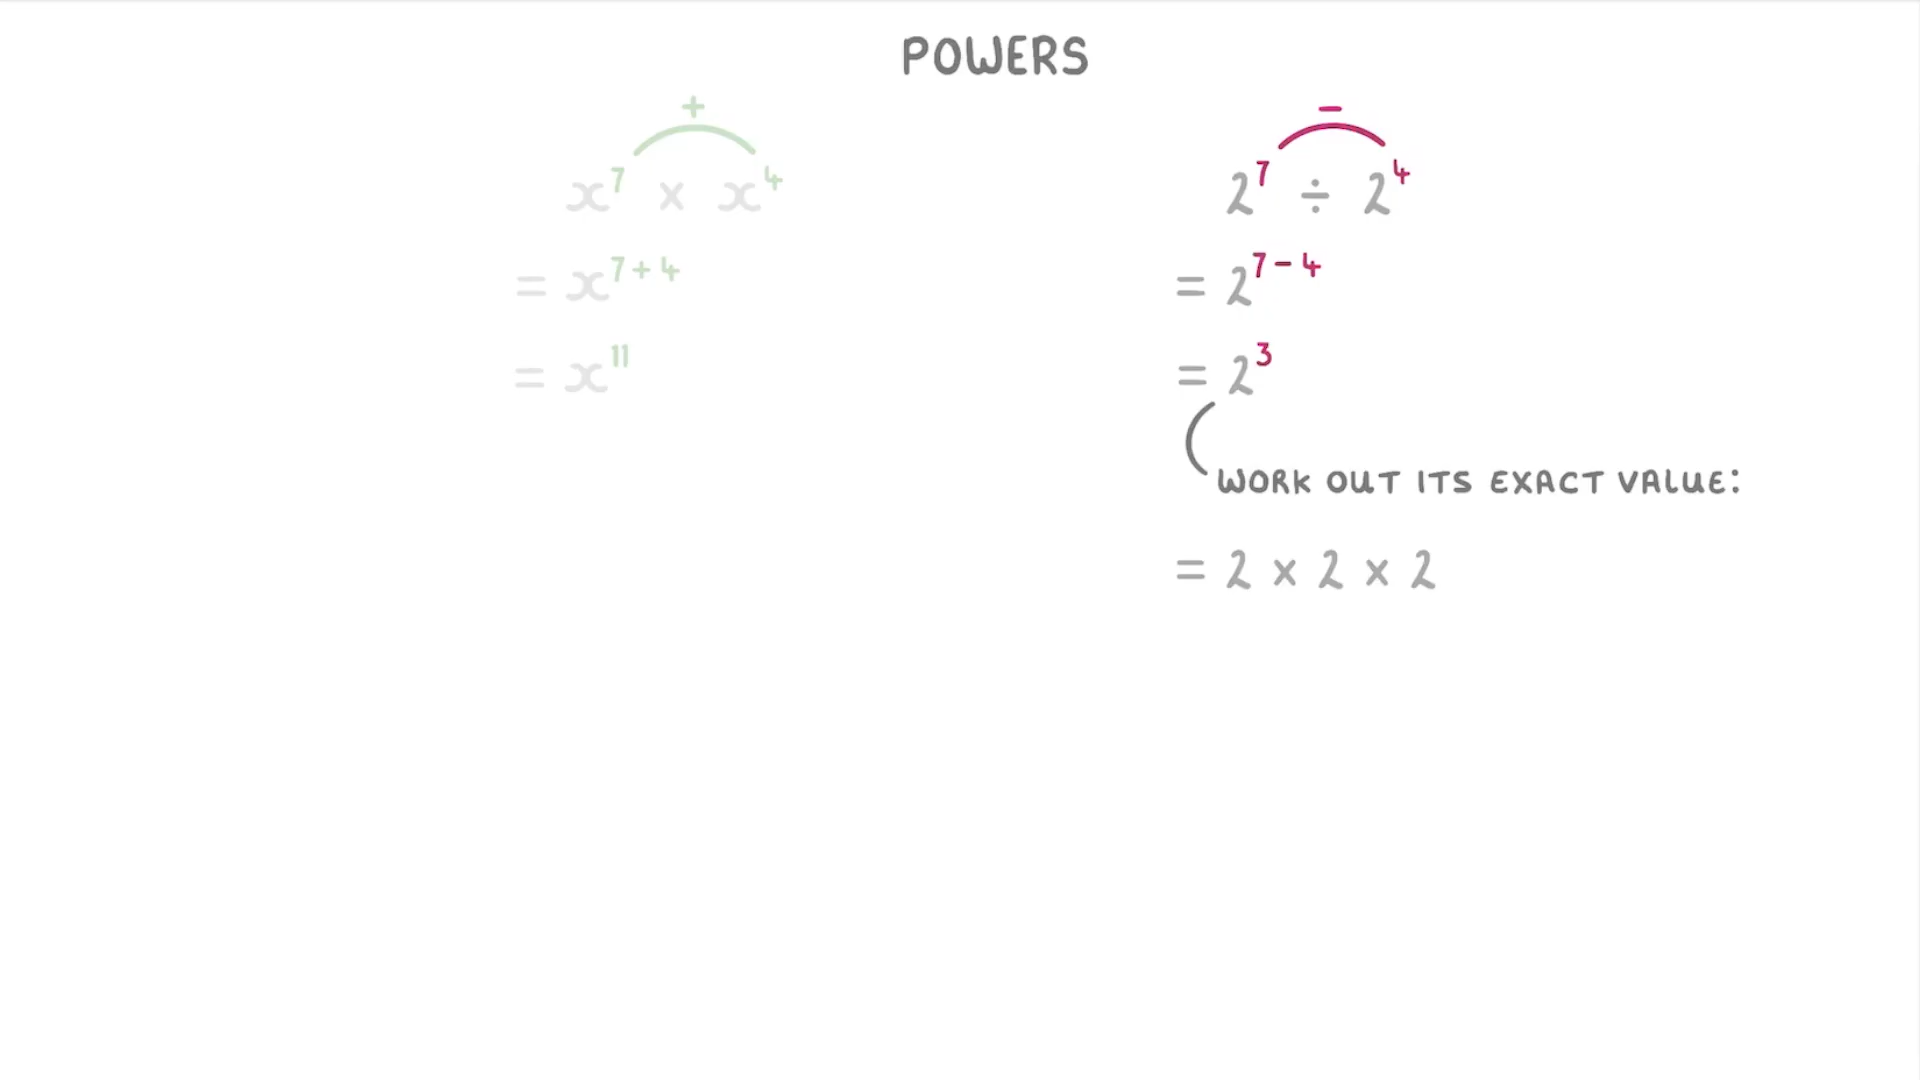 POWERS
+
x⁷ × x⁴
= x⁷⁺⁴
= x¹¹
−
2⁷ ÷ 2⁴
= 2⁷⁻⁴
= 2³
WORK OUT ITS EXACT VALUE:
= 2 × 2 × 2